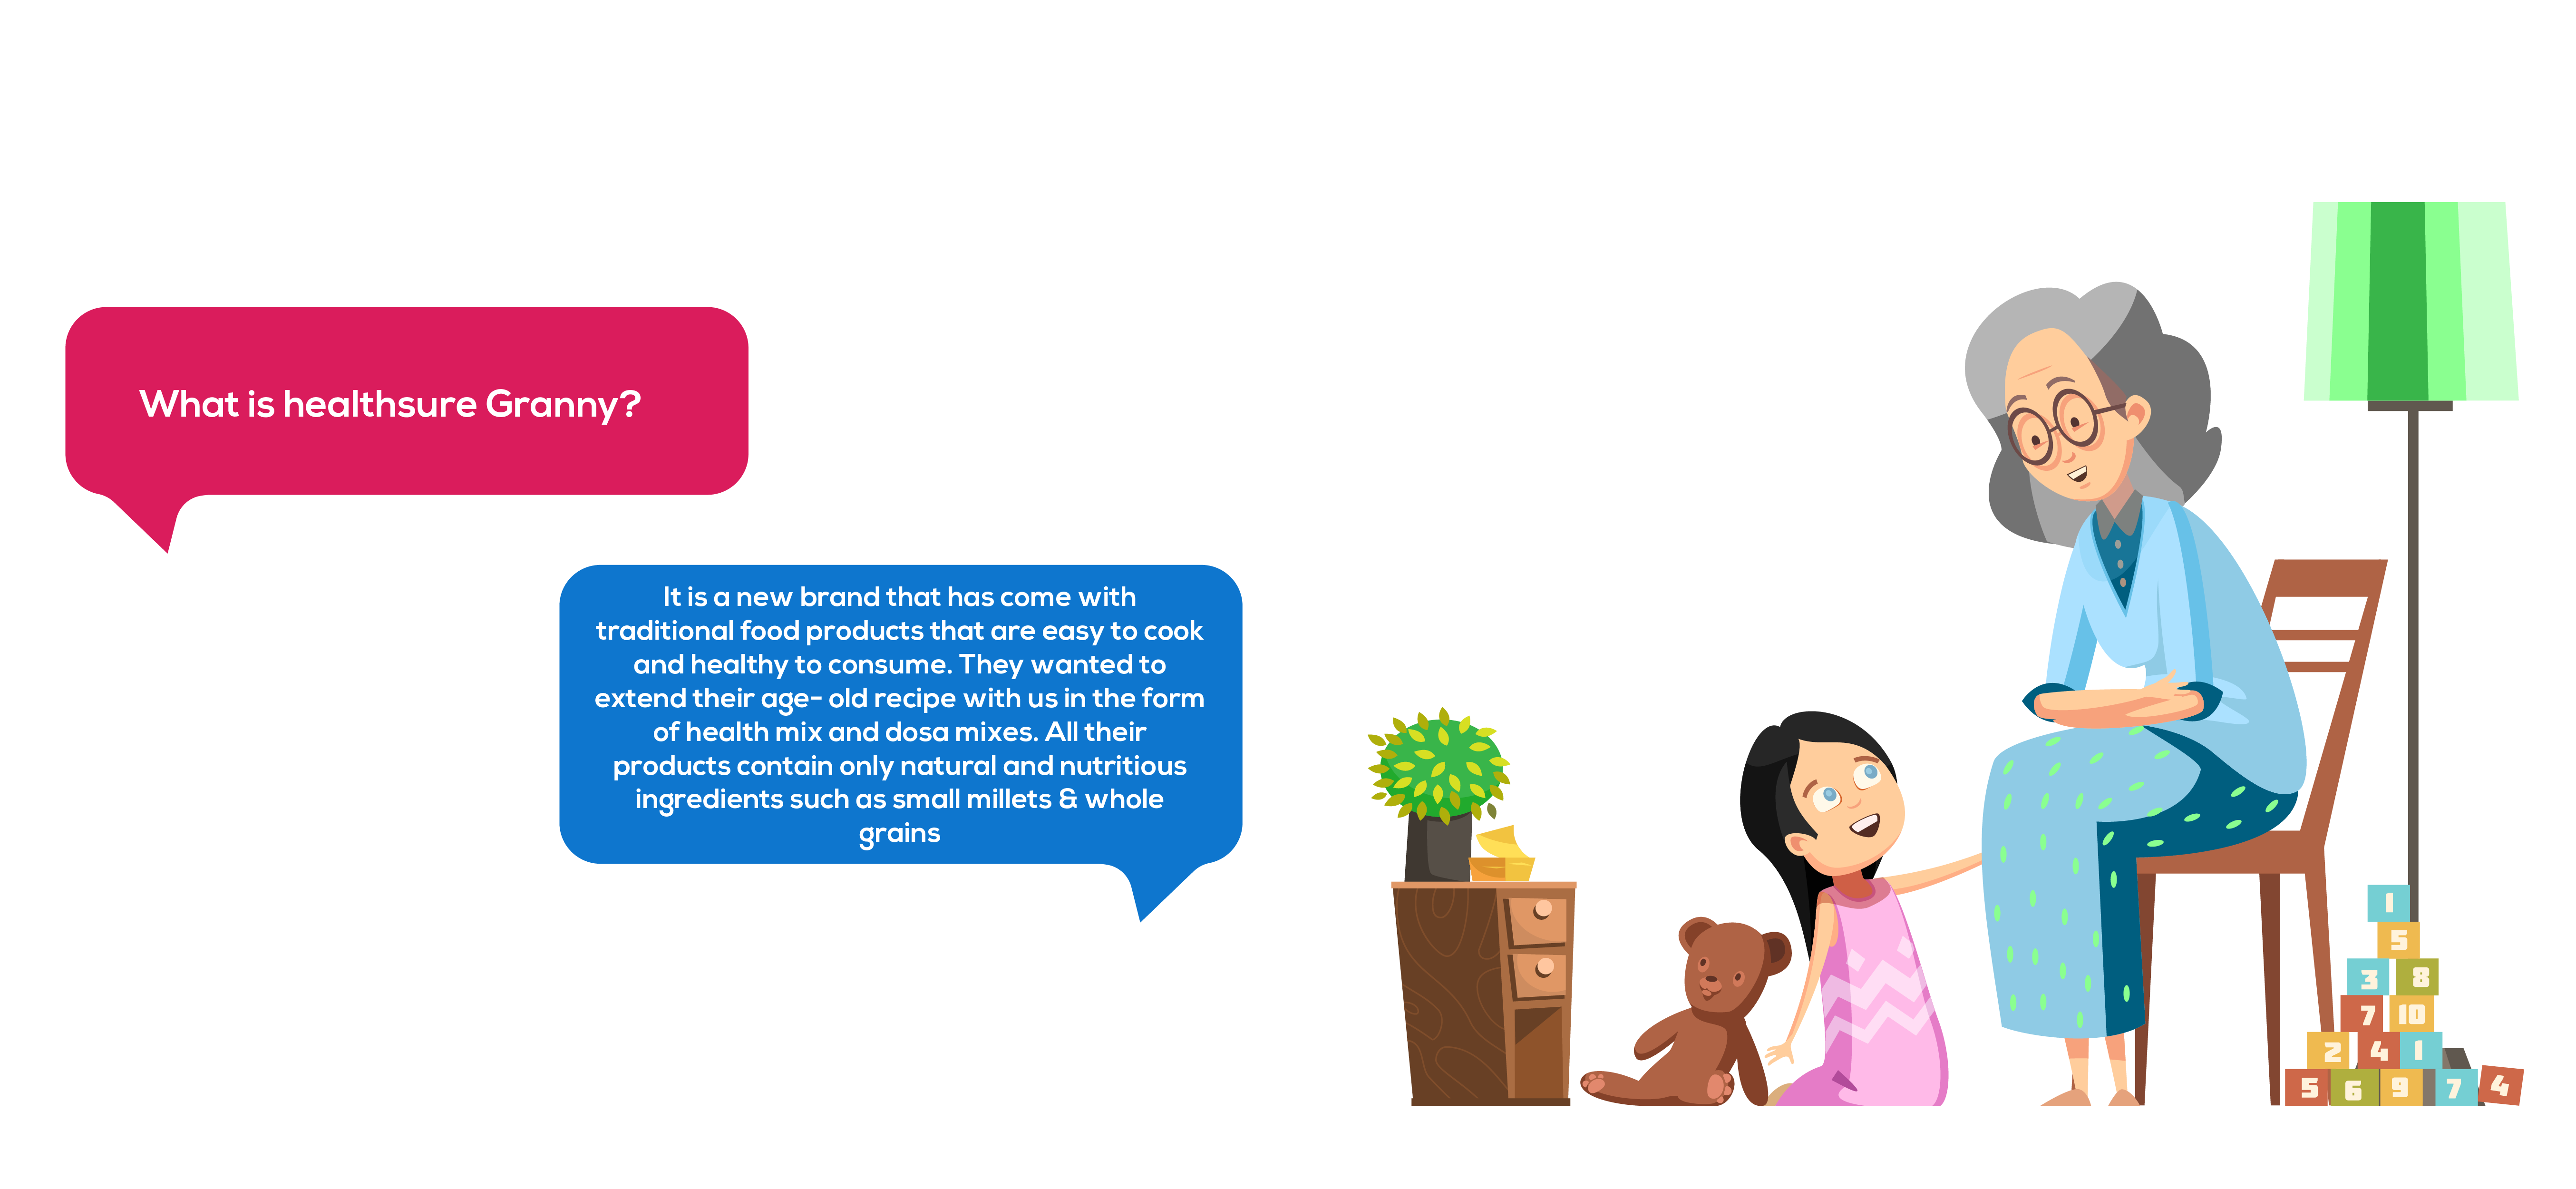 What is healthsure Granny?
It is a new brand that has come with
traditional food products that are easy to cook
and healthy to consume. They wanted to
extend their age- old recipe with us in the form
of health mix and dosa mixes. All their
products contain only natural and nutritious
ingredients such as small millets & whole
grains
1
5
3 8
7 10
2 4 1
5 6 9 7 4